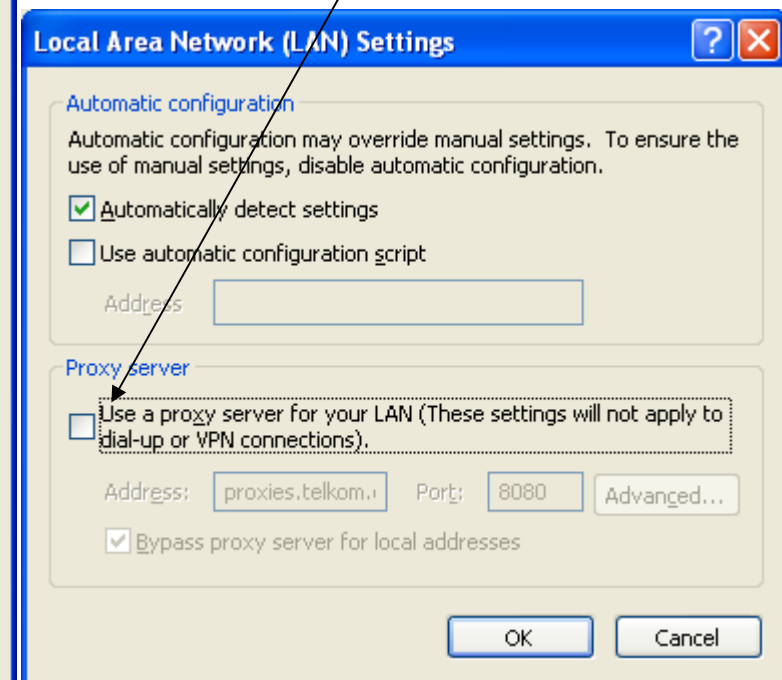 Local Area Network (LAN) Settings
Automatic configuration
Automatic configuration may override manual settings. To ensure the
use of manual settings, disable automatic configuration.
Automatically detect settings
Use automatic configuration script
Address
Proxy server
Use a proxy server for your LAN (These settings will not apply to
dial-up or VPN connections).
Address: proxies.telkom. Port: 8080 Advanced...
Bypass proxy server for local addresses
OK Cancel